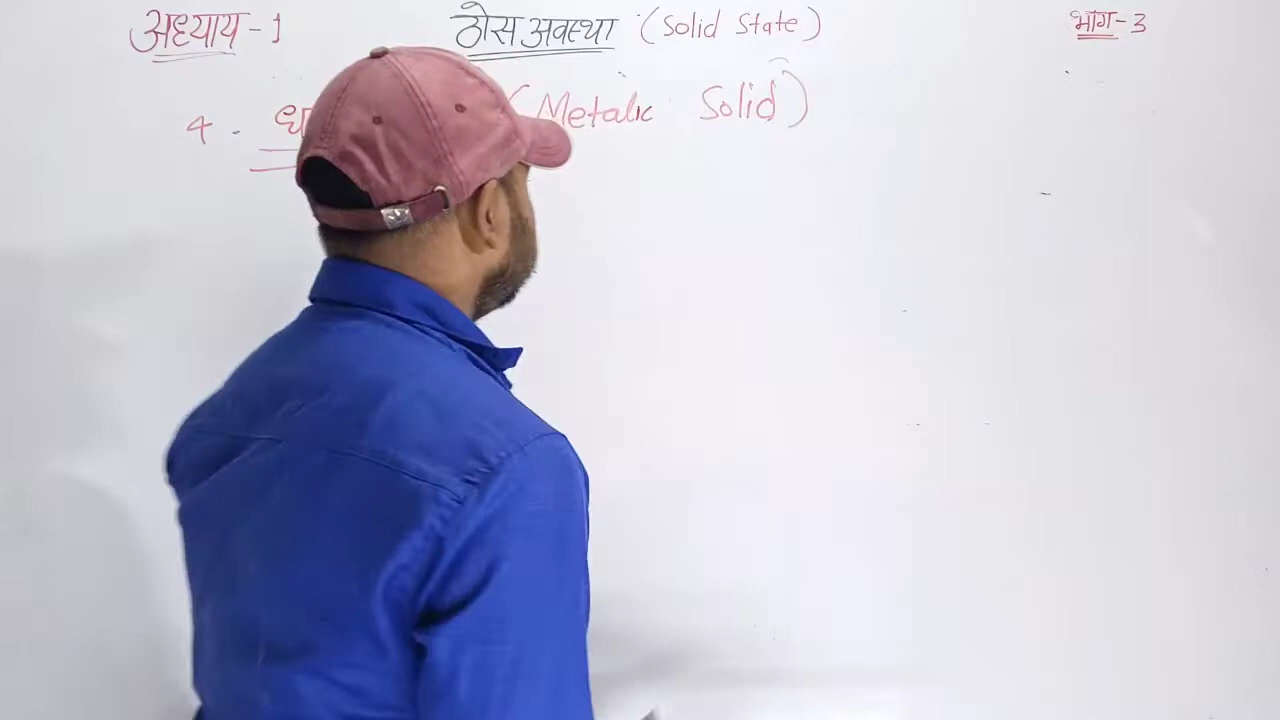 अध्याय - 1 ठोस अवस्था (Solid State) भाग - 3
4. (Metalic Solid)